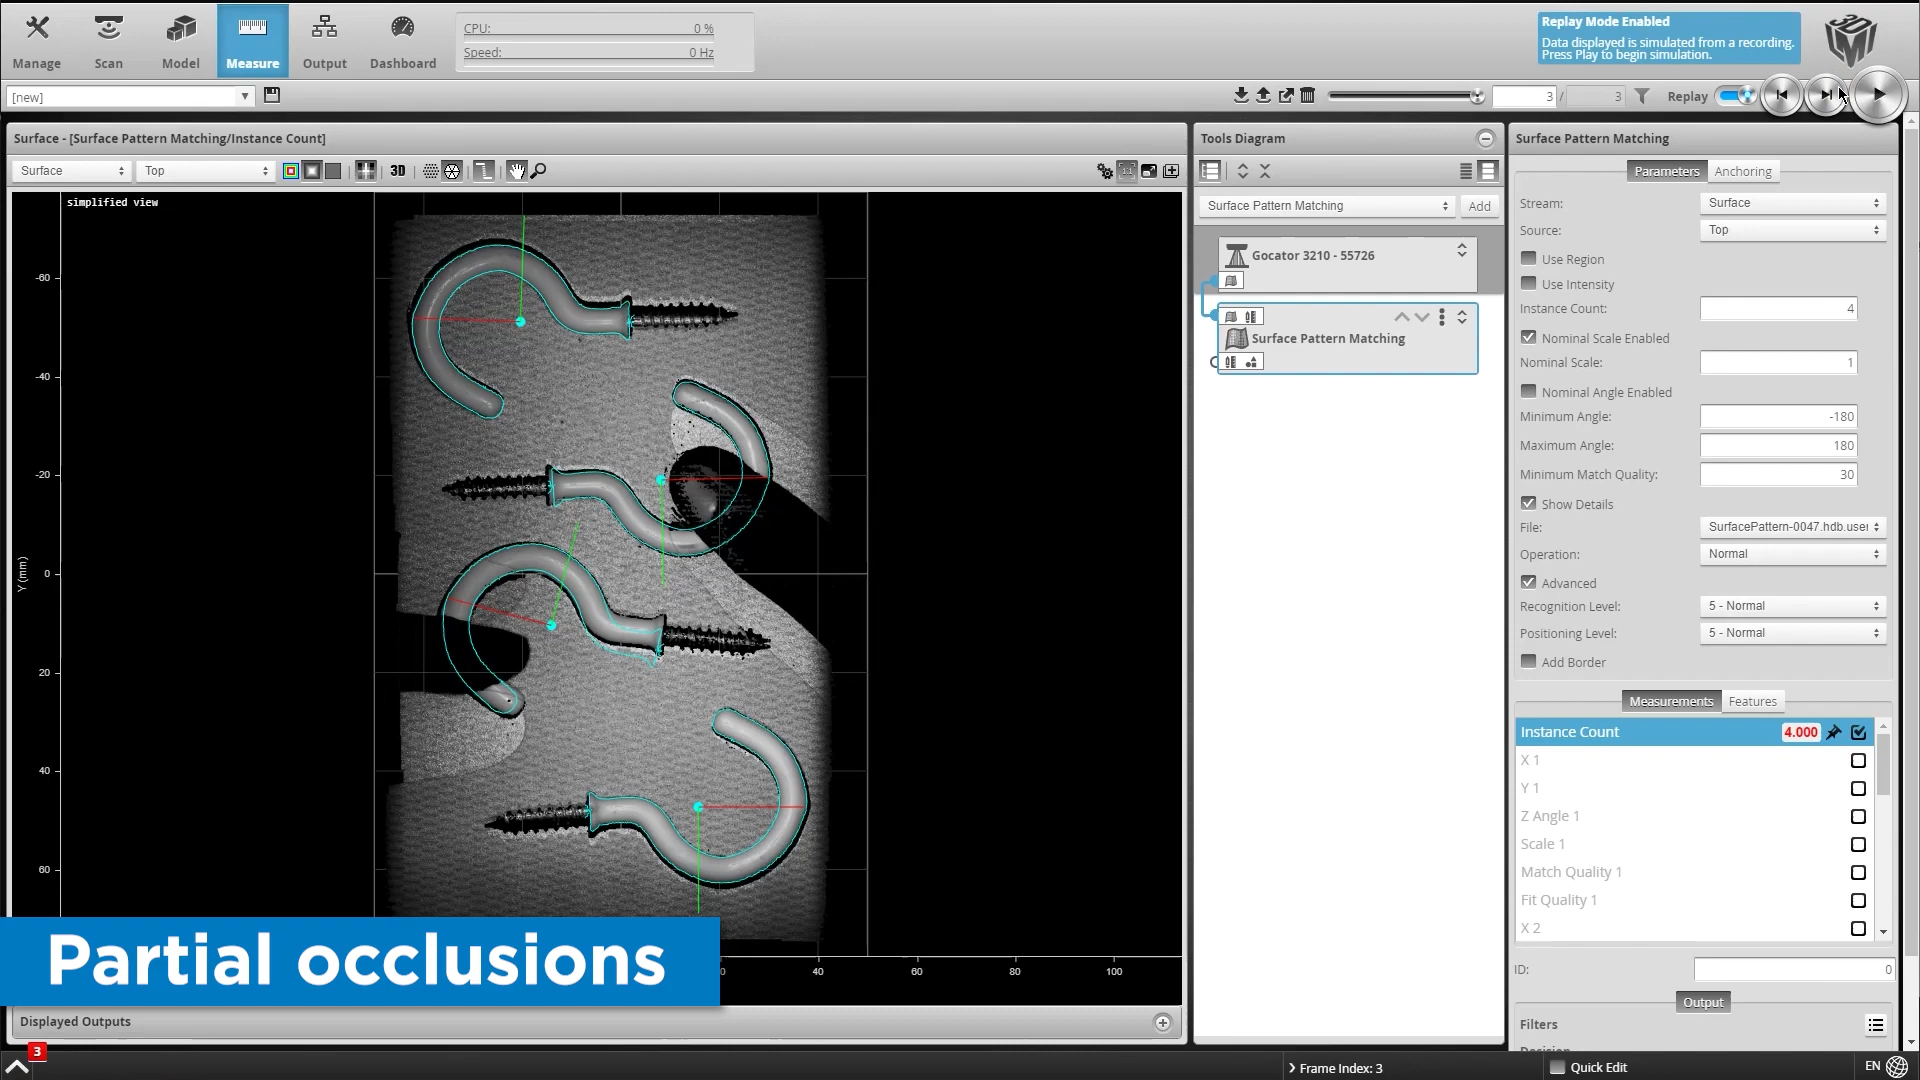 Manage
Scan
Model
Measure
Output
Dashboard
CPU: 0 %
Speed: 0 Hz
Replay Mode Enabled
Data displayed is simulated from a recording.
Press Play to begin simulation.
[new]
3 / 3
Replay
Surface - [Surface Pattern Matching/Instance Count]
Surface
Top
3D
simplified view
-60
-40
-20
0
20
40
60
Y (mm)
0
40
60
80
100
Partial occlusions
Displayed Outputs
Tools Diagram
Surface Pattern Matching
Add
Gocator 3210 - 55726
Surface Pattern Matching
Surface Pattern Matching
Parameters
Anchoring
Stream: Surface
Source: Top
Use Region
Use Intensity
Instance Count: 4
Nominal Scale Enabled
Nominal Scale: 1
Nominal Angle Enabled
Minimum Angle: -180
Maximum Angle: 180
Minimum Match Quality: 30
Show Details
File: SurfacePattern-0047.hdb.user
Operation: Normal
Advanced
Recognition Level: 5 - Normal
Positioning Level: 5 - Normal
Add Border
Measurements
Features
Instance Count 4.000
X 1
Y 1
Z Angle 1
Scale 1
Match Quality 1
Fit Quality 1
X 2
ID: 0
Output
Filters
3
Frame Index: 3
Quick Edit
EN